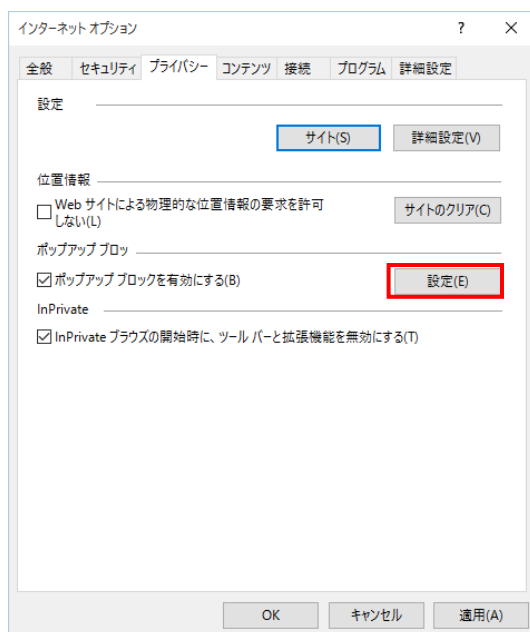 インターネット オプション ? ×
全般 セキュリティ プライバシー コンテンツ 接続 プログラム 詳細設定
設定
サイト(S) 詳細設定(V)
位置情報
Web サイトによる物理的な位置情報の要求を許可
しない(L)
サイトのクリア(C)
ポップアップ ブロッ
ポップアップ ブロックを有効にする(B) 設定(E)
InPrivate
InPrivate ブラウズの開始時に、ツール バーと拡張機能を無効にする(T)
OK キャンセル 適用(A)